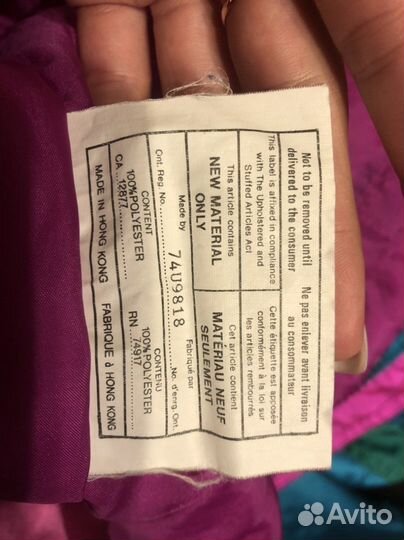 Not to be removed until
delivered to the consumer
Ne pas enlever avant livraison
au consommateur
This label is affixed in compliance
with The Upholstered and
Stuffed Articles Act
Cette étiquette est apposée
conformément à la loi sur
les articles rembourrés
This article contains
NEW MATERIAL
ONLY
Cet article contient
MATÉRIAU NEUF
SEULEMENT
Made by
Fabriqué par
Ont. Reg. No. 74U9818 No. d'enrg. Ont.
CONTENT
100%POLYESTER
CONTENU
100%POLYESTER
CA 12877
RN 74917
MADE IN HONG KONG
FABRIQUE à HONG KONG
Avito